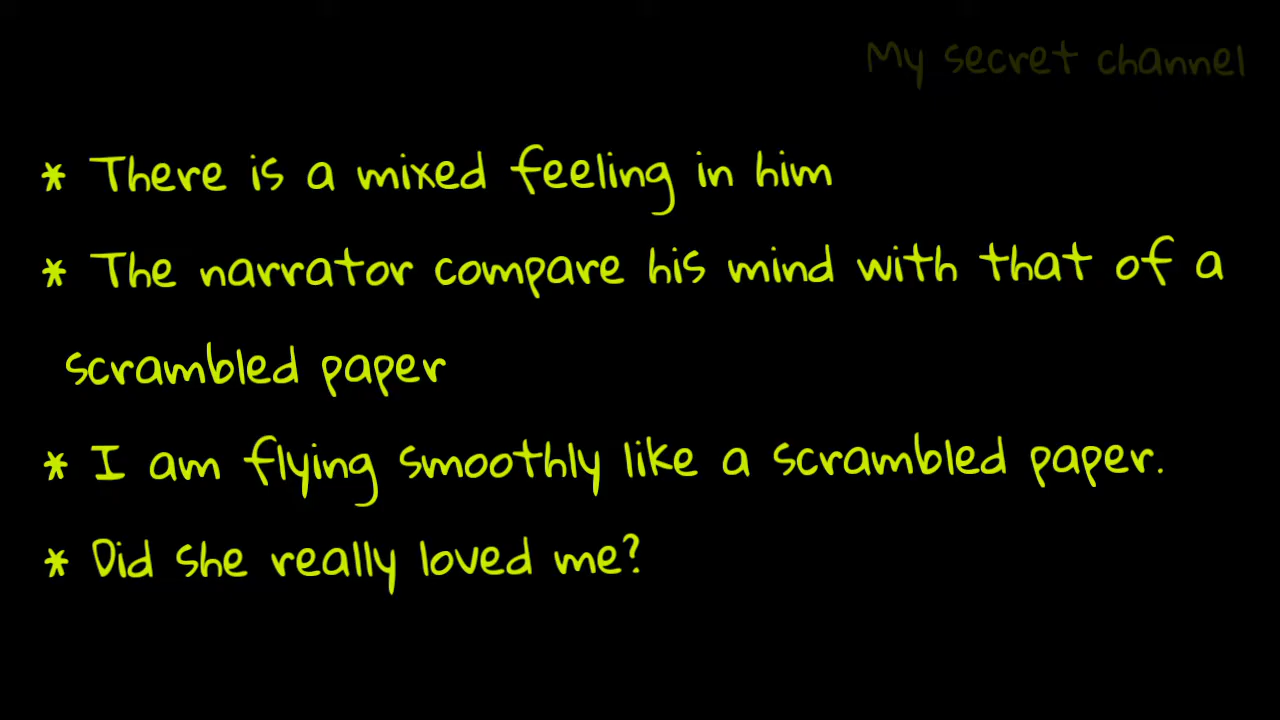 My secret channel
* There is a mixed feeling in him
* The narrator compare his mind with that of a
scrambled paper
* I am flying smoothly like a scrambled paper.
* Did she really loved me?